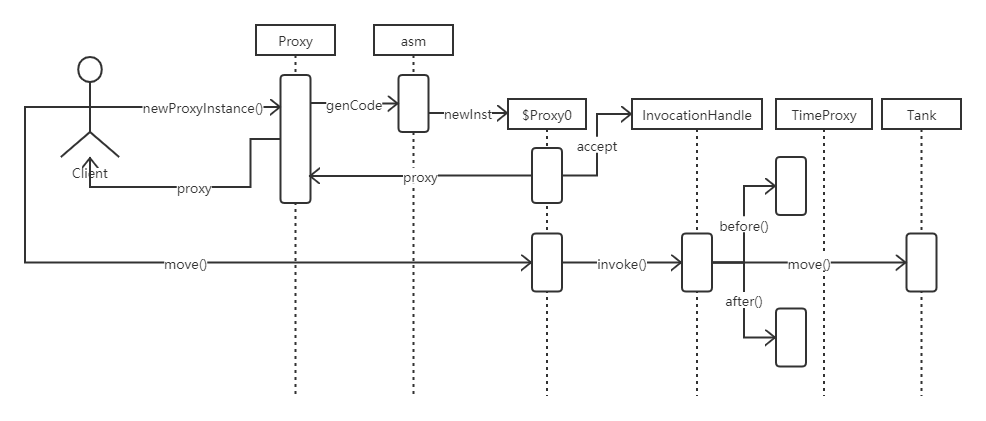 Proxy
asm
newProxyInstance()
genCode
newInst
$Proxy0
InvocationHandle
TimeProxy
Tank
accept
Client
proxy
proxy
before()
move()
invoke()
move()
after()